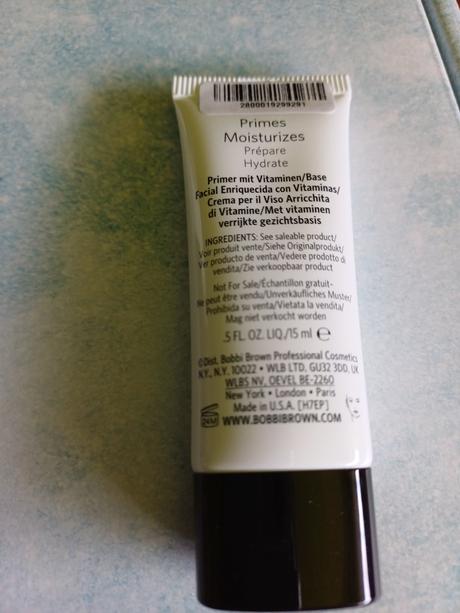 2800019299291
Primes
Moisturizes
Prépare
Hydrate
Primer mit Vitaminen/Base
Facial Enriquecida con Vitaminas/
Crema per il Viso Arricchita
di Vitamine/Met vitaminen
verrijkte gezichtsbasis
INGREDIENTS: See saleable product/
Voir produit vente/Siehe Originalprodukt/
Ver producto de venta/Vedere prodotto di
vendita/Zie verkoopbaar product
Not For Sale/Échantillon gratuit-
Ne peut être vendu/Unverkäufliches Muster/
Prohibida su venta/Vietata la vendita/
Mag niet verkocht worden
.5 FL. OZ. LIQ./15 ml ℮
©Dist. Bobbi Brown Professional Cosmetics
N.Y., N.Y. 10022 • WLB LTD, GU32 3DD, UK
WLBS NV, OEVEL BE-2260
New York • London • Paris
Made in U.S.A. [H7EP]
24M WWW.BOBBIBROWN.COM